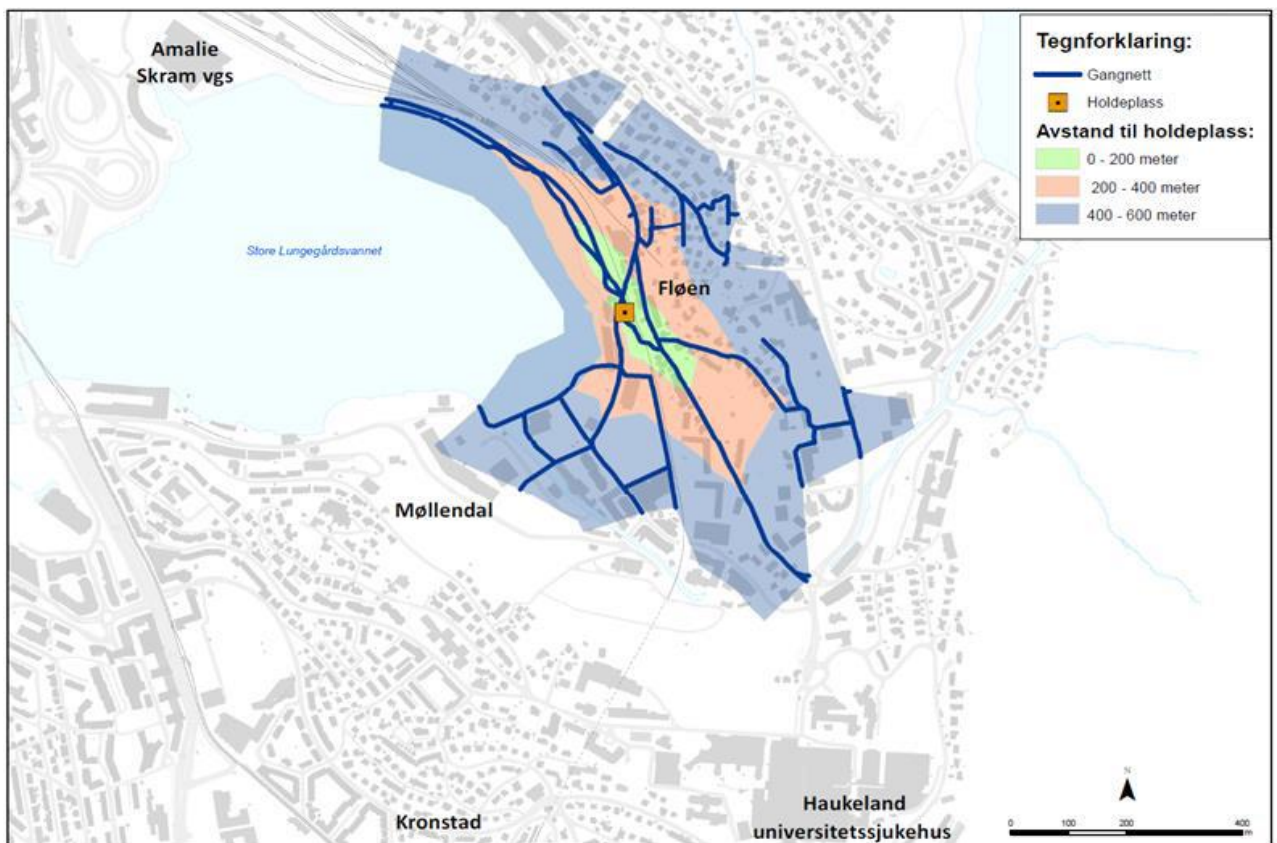 Amalie
Skram vgs
Tegnforklaring:
Gangnett
Holdeplass
Avstand til holdeplass:
0 - 200 meter
200 - 400 meter
400 - 600 meter
Store Lungegårdsvannet
Fløen
Møllendal
Kronstad
Haukeland
universitetssjukehus
N
0 100 200 400
m